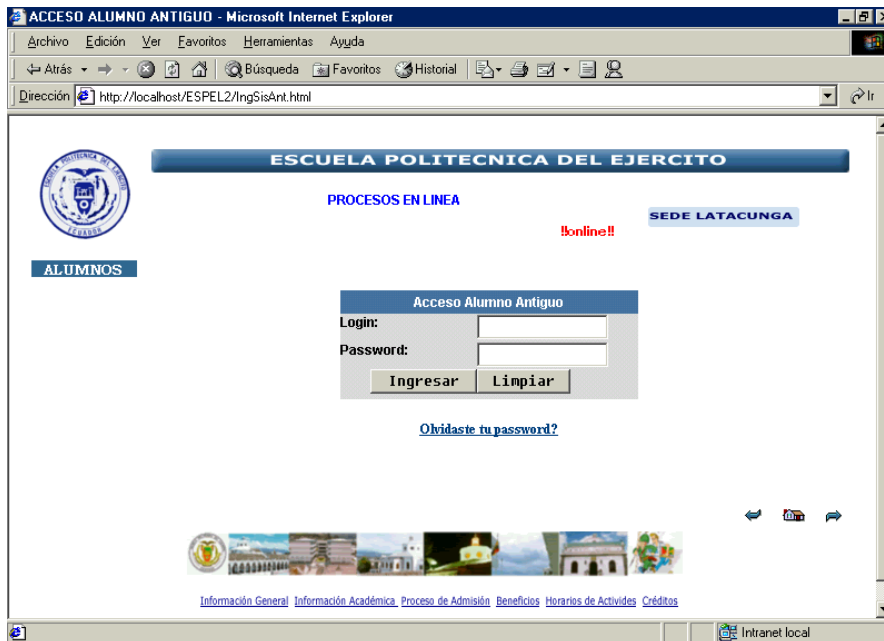 ACCESO ALUMNO ANTIGUO - Microsoft Internet Explorer
Archivo Edición Ver Favoritos Herramientas Ayuda
Atrás Búsqueda Favoritos Historial
Dirección http://localhost/ESPEL2/IngSisAnt.html Ir
ESCUELA POLITECNICA DEL EJERCITO
PROCESOS EN LINEA
SEDE LATACUNGA
!!online!!
ECUADOR
ALUMNOS
Acceso Alumno Antiguo
Login:
Password:
Ingresar Limpiar
Olvidaste tu password?
Información General Información Académica Proceso de Admisión Beneficios Horarios de Activides Créditos
Intranet local